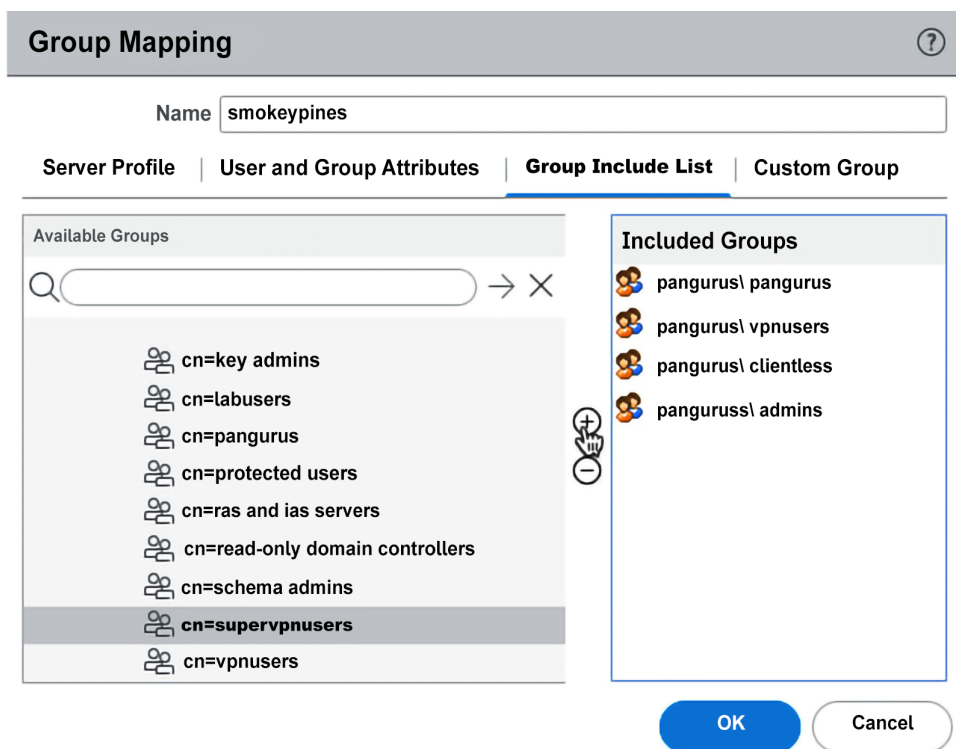 Group Mapping
?
Name smokeypines
Server Profile | User and Group Attributes | Group Include List | Custom Group
Available Groups
cn=key admins
cn=labusers
cn=pangurus
cn=protected users
cn=ras and ias servers
cn=read-only domain controllers
cn=schema admins
cn=supervpnusers
cn=vpnusers
Included Groups
pangurus\ pangurus
pangurus\ vpnusers
pangurus\ clientless
panguruss\ admins
OK Cancel